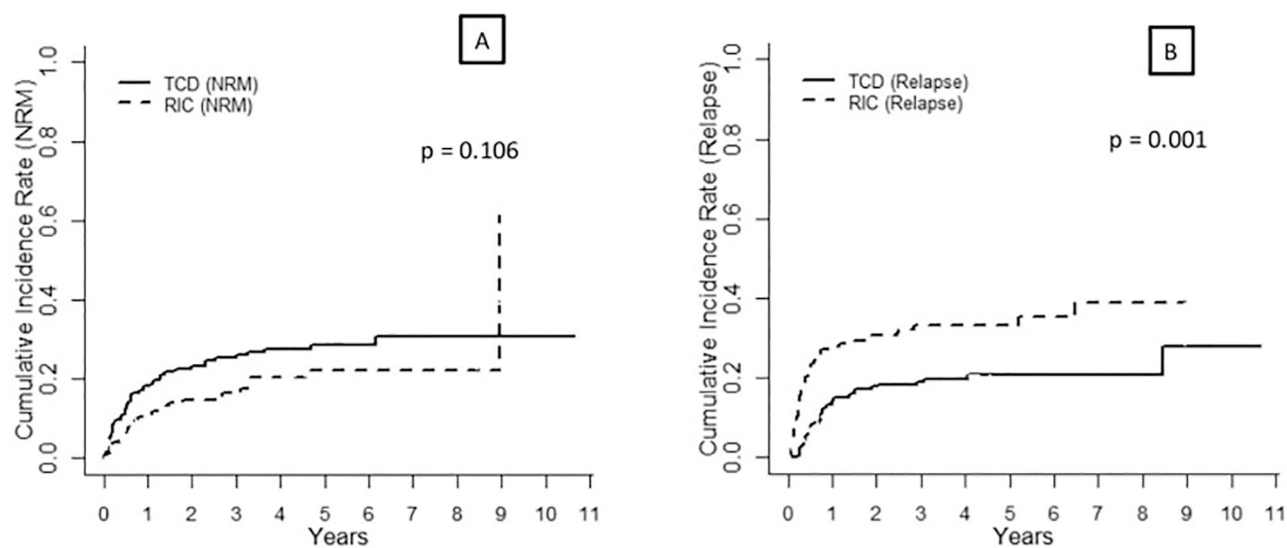 A
TCD (NRM)
RIC (NRM)
p = 0.106
Cumulative Incidence Rate (NRM)
1.0
0.8
0.6
0.4
0.2
0.0
0 1 2 3 4 5 6 7 8 9 10 11
Years
B
TCD (Relapse)
RIC (Relapse)
p = 0.001
Cumulative Incidence Rate (Relapse)
1.0
0.8
0.6
0.4
0.2
0.0
0 1 2 3 4 5 6 7 8 9 10 11
Years